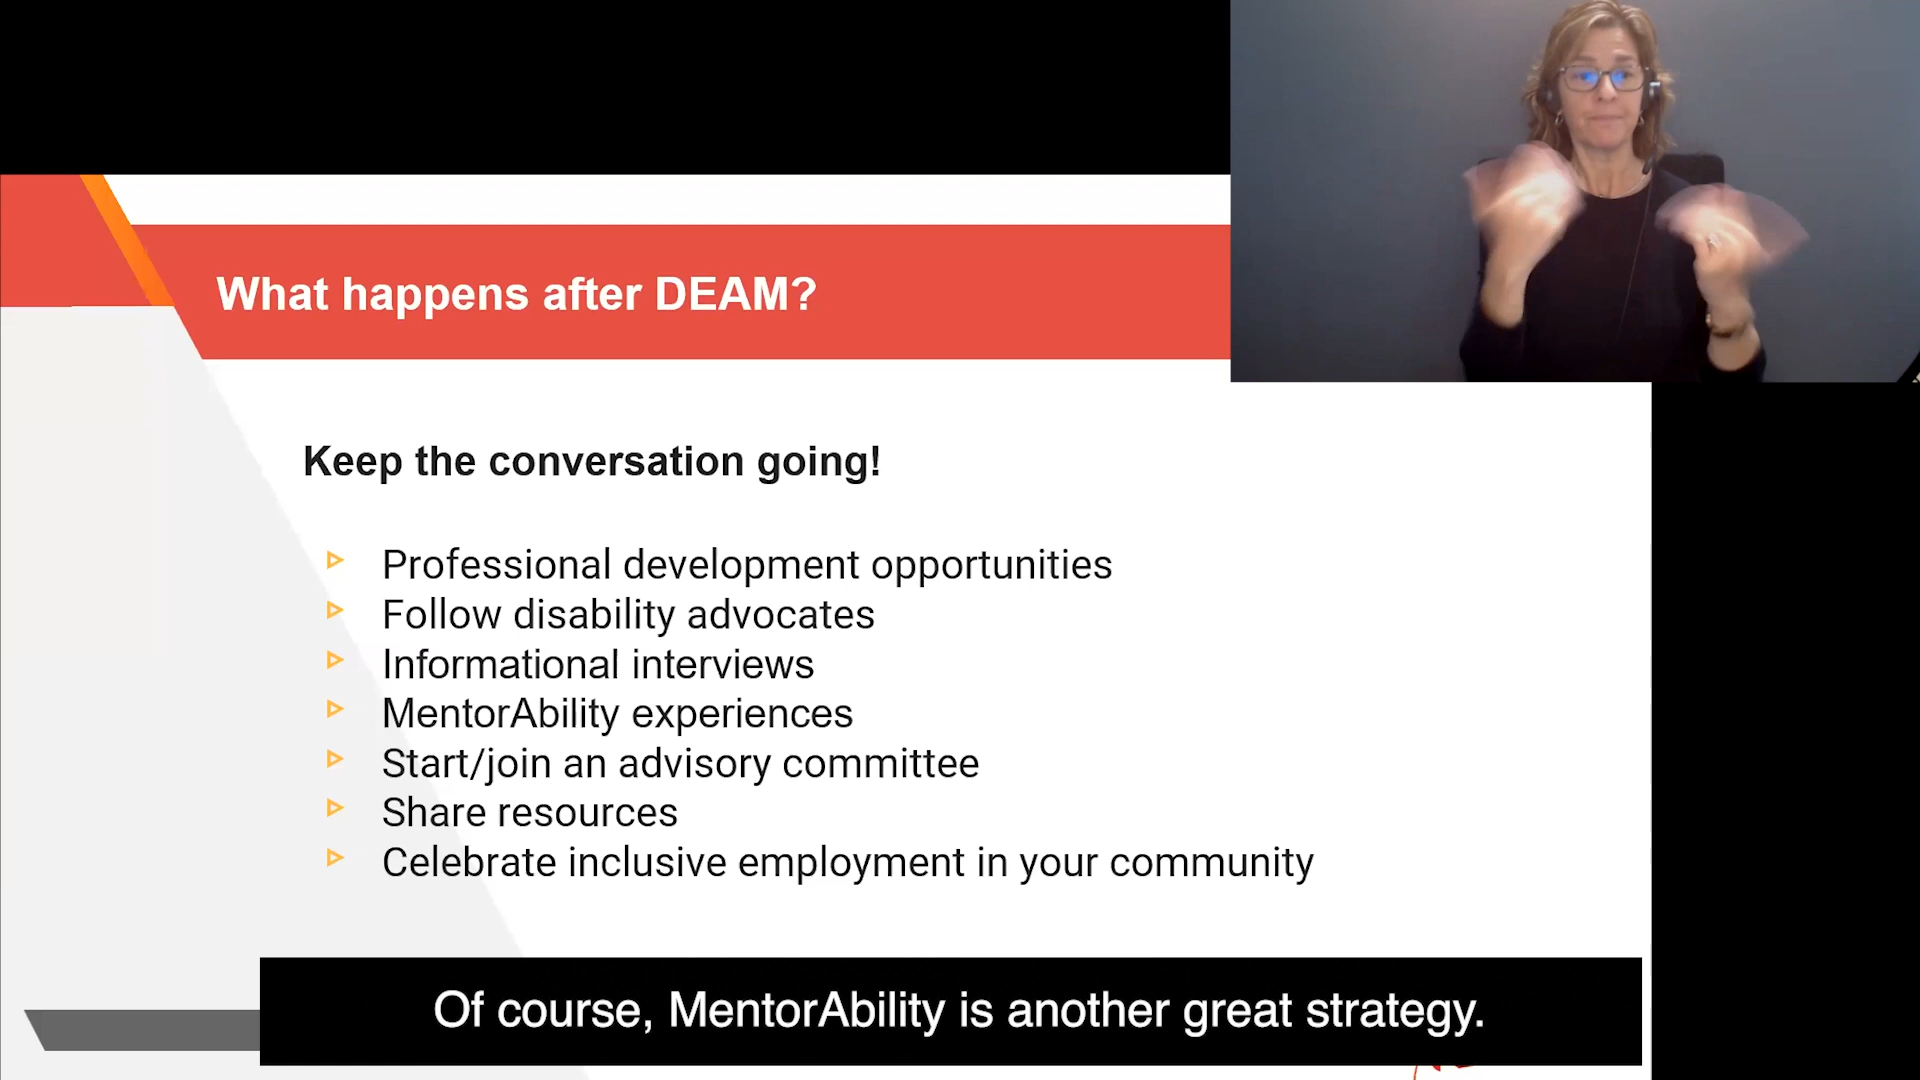 What happens after DEAM?
Keep the conversation going!
Professional development opportunities
Follow disability advocates
Informational interviews
MentorAbility experiences
Start/join an advisory committee
Share resources
Celebrate inclusive employment in your community
Of course, MentorAbility is another great strategy.